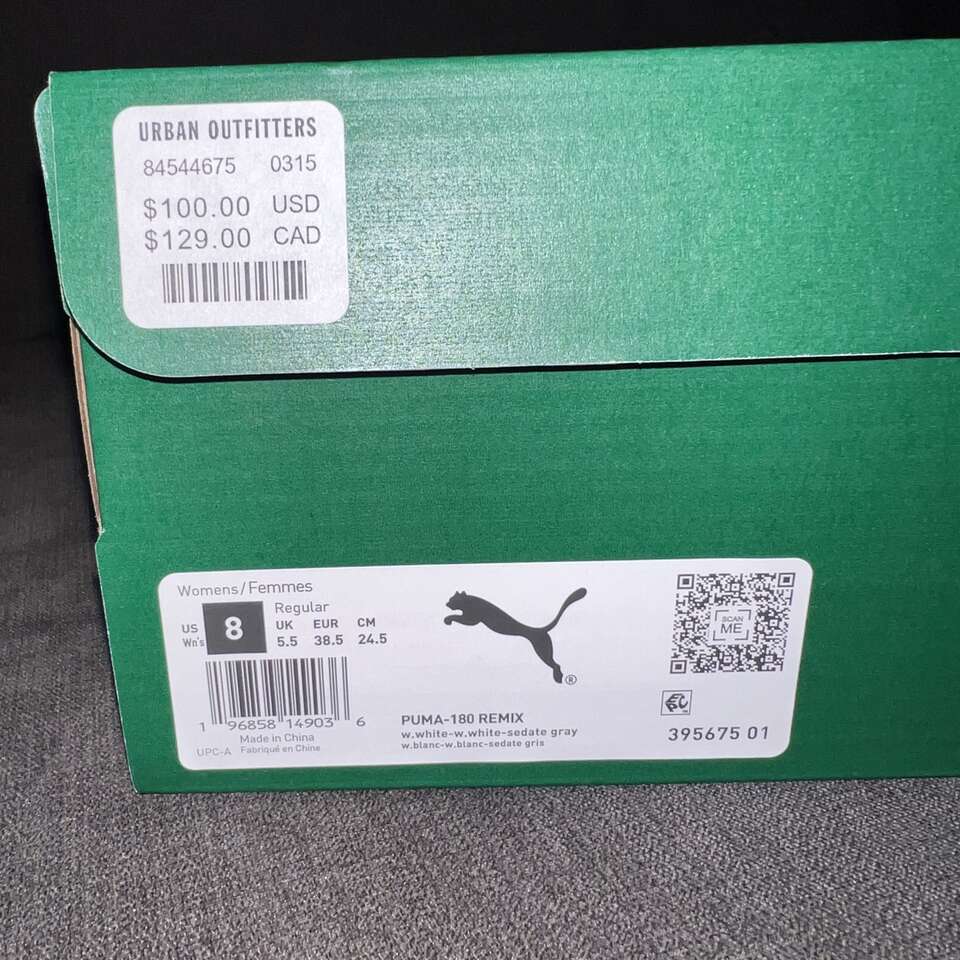 URBAN OUTFITTERS
84544675 0315
$100.00 USD
$129.00 CAD
Womens/Femmes
Regular
US Wn's 8
UK EUR CM
5.5 38.5 24.5
1 96858 14903 6
Made in China
UPC-A Fabriqué en Chine
®
PUMA-180 REMIX
w.white-w.white-sedate gray
w.blanc-w.blanc-sedate gris
SCAN
ME
395675 01